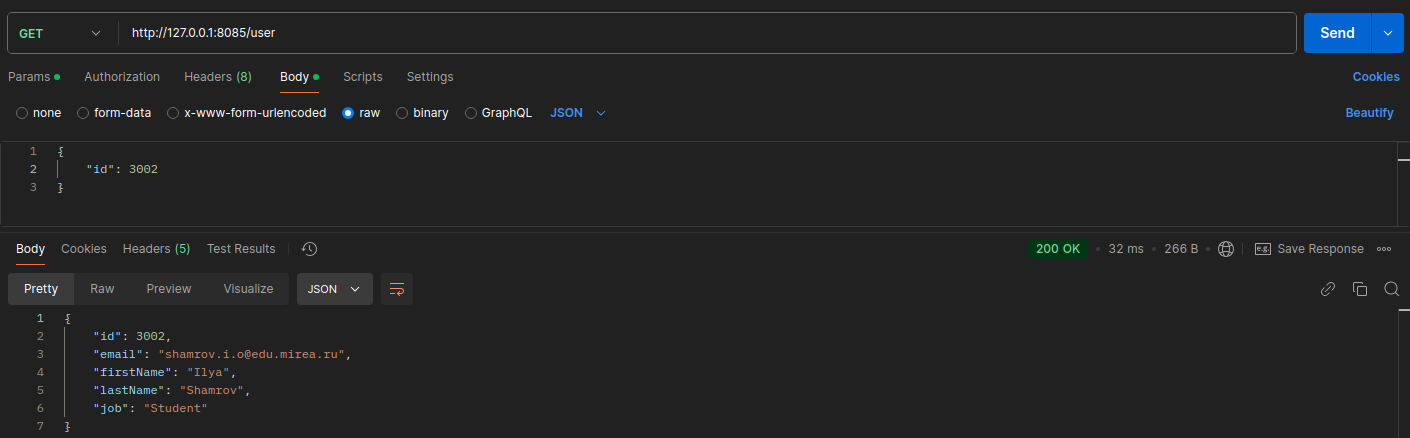 GET http://127.0.0.1:8085/user Send
Params Authorization Headers (8) Body Scripts Settings Cookies
none form-data x-www-form-urlencoded raw binary GraphQL JSON Beautify
1 {
2 "id": 3002
3 }
Body Cookies Headers (5) Test Results 200 OK 32 ms 266 B e.g. Save Response
Pretty Raw Preview Visualize JSON
1 {
2 "id": 3002,
3 "email": "shamrov.i.o@edu.mirea.ru",
4 "firstName": "Ilya",
5 "lastName": "Shamrov",
6 "job": "Student"
7 }